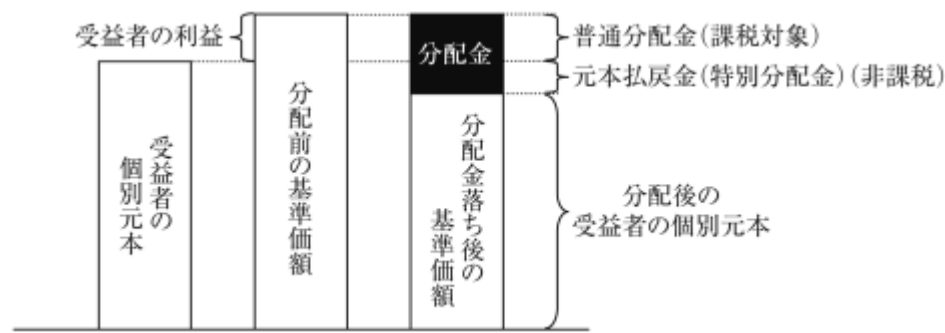 受益者の利益
分配金
普通分配金(課税対象)
元本払戻金(特別分配金)(非課税)
受益者の
個別元本
分配前の基準価額
分配金落ち後の
基準価額
分配後の
受益者の個別元本